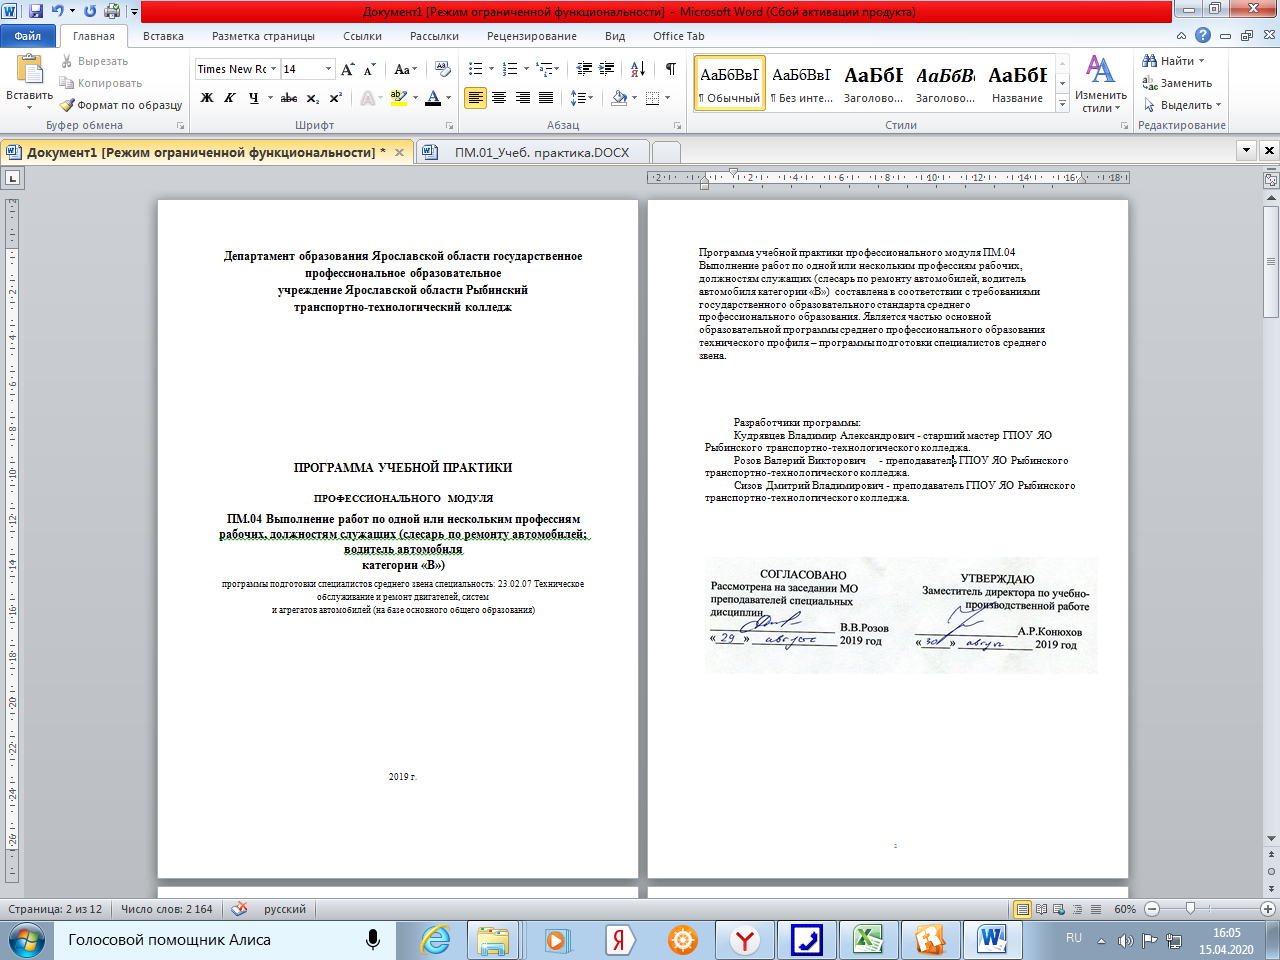 Документ1 [Режим ограниченной функциональности] - Microsoft Word (Сбой активации продукта)
Файл Главная Вставка Разметка страницы Ссылки Рассылки Рецензирование Вид Office Tab
Вставить
Вырезать
Копировать
Формат по образцу
Буфер обмена
Times New Rc 14
Шрифт
Абзац
АаБбВвІ АаБбВвІ АаБбЕ АаБбВв АаБбЕ
¶ Обычный ¶ Без инте... Заголово... Заголово... Название
Стили
Изменить стили
Найти
Заменить
Выделить
Редактирование
Документ1 [Режим ограниченной функциональности] * ПМ.01_Учеб. практика.DOCX
Департамент образования Ярославской области государственное
профессиональное образовательное
учреждение Ярославской области Рыбинский
транспортно-технологический колледж
ПРОГРАММА УЧЕБНОЙ ПРАКТИКИ
ПРОФЕССИОНАЛЬНОГО МОДУЛЯ
ПМ.04 Выполнение работ по одной или нескольким профессиям
рабочих, должностям служащих (слесарь по ремонту автомобилей;
водитель автомобиля
категории «В»)
программы подготовки специалистов среднего звена специальность: 23.02.07 Техническое
обслуживание и ремонт двигателей, систем
и агрегатов автомобилей (на базе основного общего образования)
2019 г.
Программа учебной практики профессионального модуля ПМ.04
Выполнение работ по одной или нескольким профессиям рабочих,
должностям служащих (слесарь по ремонту автомобилей, водитель
автомобиля категории «В») составлена в соответствии с требованиями
государственного образовательного стандарта среднего
профессионального образования. Является частью основной
образовательной программы среднего профессионального образования
технического профиля – программы подготовки специалистов среднего
звена.
Разработчики программы:
Кудрявцев Владимир Александрович - старший мастер ГПОУ ЯО
Рыбинского транспортно-технологического колледжа.
Розов Валерий Викторович - преподаватель ГПОУ ЯО Рыбинского
транспортно-технологического колледжа.
Сизов Дмитрий Владимирович - преподаватель ГПОУ ЯО Рыбинского
транспортно-технологического колледжа.
СОГЛАСОВАНО
Рассмотрена на заседании МО
преподавателей специальных
дисциплин
В.В.Розов
«29» август 2019 год
УТВЕРЖДАЮ
Заместитель директора по учебно-
производственной работе
А.Р.Конюхов
«30» август 2019 год
2
Страница: 2 из 12 Число слов: 2 164 русский 60%
Голосовой помощник Алиса
RU
16:05
15.04.2020